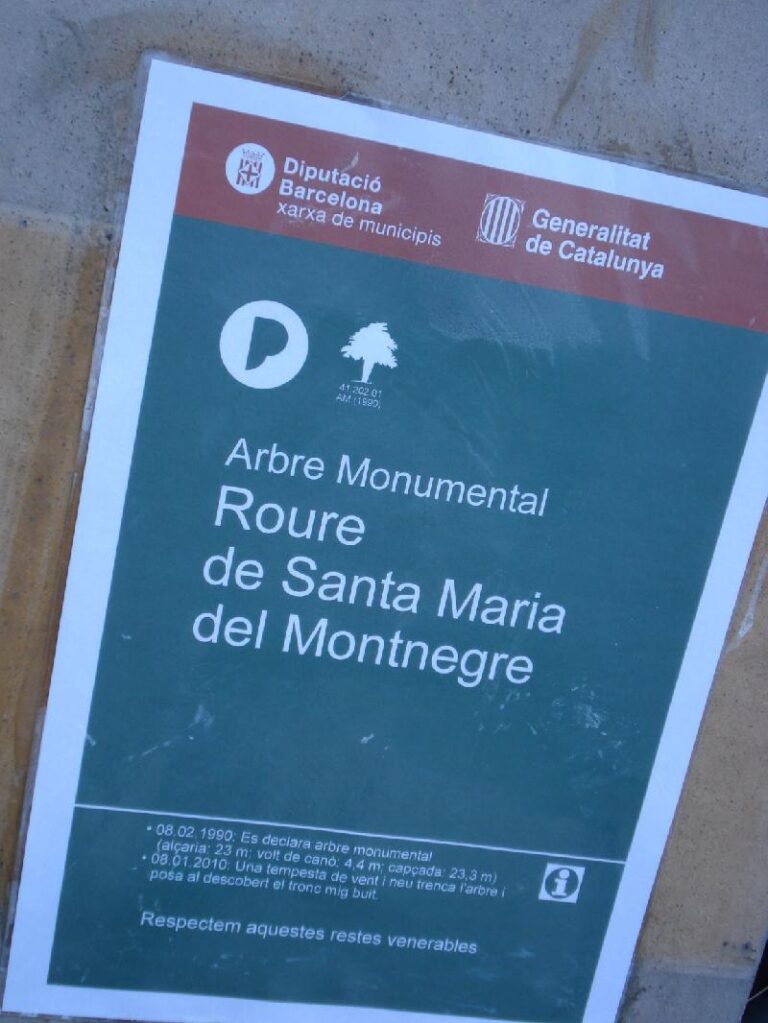 Diputació
Barcelona
xarxa de municipis
Generalitat
de Catalunya
41.202.01
AM (1990)
Arbre Monumental
Roure
de Santa Maria
del Montnegre
• 08.02.1990: Es declara arbre monumental
(alçaria: 23 m; volt de canó: 4,4 m; capçada: 23,3 m)
• 08.01.2010: Una tempesta de vent i neu trenca l'arbre i
posa al descobert el tronc mig buit.
i
Respectem aquestes restes venerables